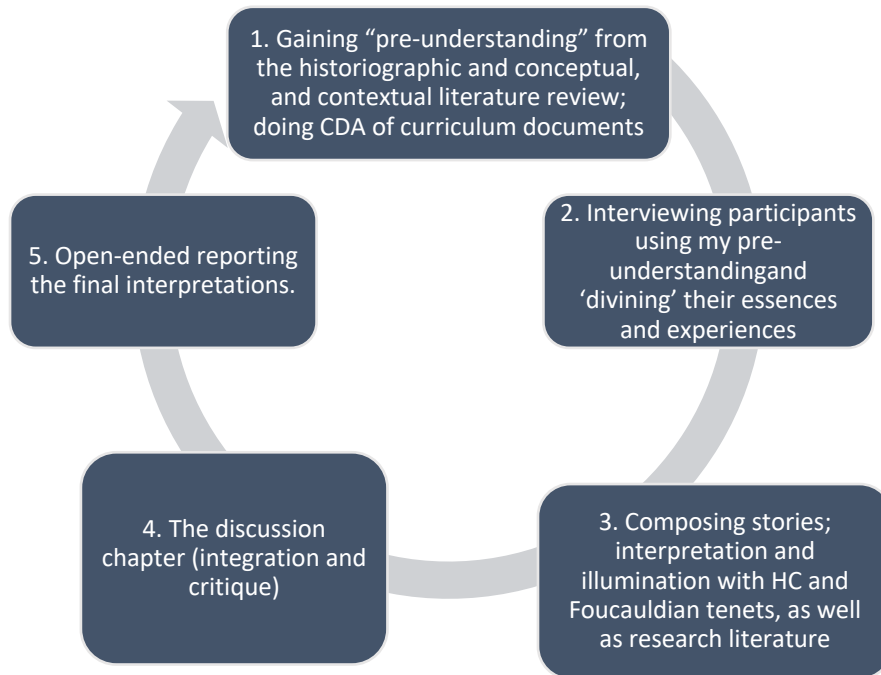 1. Gaining “pre-understanding” from
the historiographic and conceptual,
and contextual literature review;
doing CDA of curriculum documents
2. Interviewing participants
using my pre-
understandingand
‘divining’ their essences
and experiences
3. Composing stories;
interpretation and
illumination with HC and
Foucauldian tenets, as well
as research literature
4. The discussion
chapter (integration and
critique)
5. Open-ended reporting
the final interpretations.